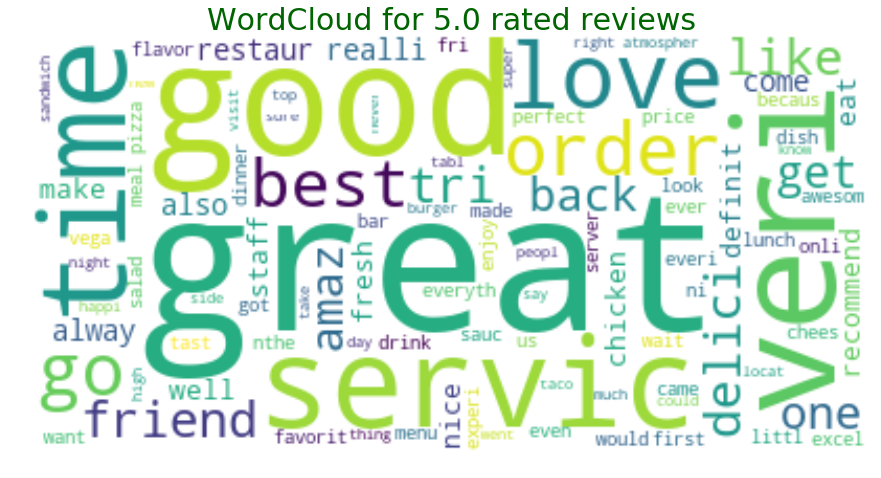 WordCloud for 5.0 rated reviews
sandwich
time
flavor
restaur
realli
fri
super
love
right
atmospher
like
come
becaus
eat
good
top
sure
visit
pizza
meal
perfect
price
order
very
dish
know
get
awesom
make
also
dinner
best
tri
tabl
burger
made
back
look
ever
definit
lunch
onli
vega
night
happi
salad
side
staff
got
great
bar
fresh
amaz
take
enjoy
peopl
server
everi
everyth
say
ni
chicken
delici
recommend
chees
alway
tast
nthe
day
drink
sauc
us
wait
locat
go
high
well
servic
taco
much
came
could
one
want
friend
favorit
thing
menu
nice
experi
went
even
would
first
littl
excel